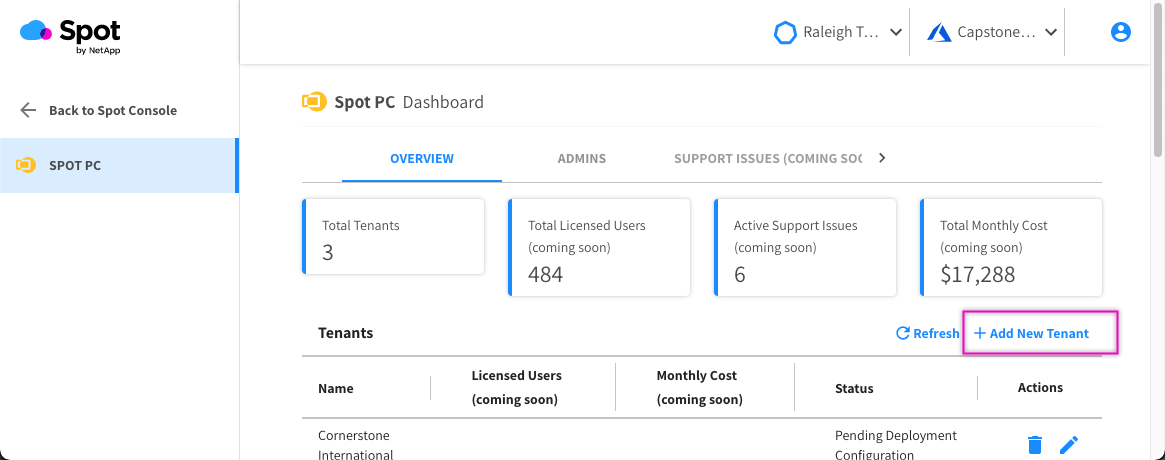 Spot
by NetApp
Raleigh T...
Capstone...
Back to Spot Console
SPOT PC
Spot PC Dashboard
OVERVIEW
ADMINS
SUPPORT ISSUES (COMING SOC
Total Tenants
3
Total Licensed Users
(coming soon)
484
Active Support Issues
(coming soon)
6
Total Monthly Cost
(coming soon)
$17,288
Tenants
Refresh
+ Add New Tenant
Name
Licensed Users
(coming soon)
Monthly Cost
(coming soon)
Status
Actions
Cornerstone
International
Pending Deployment
Configuration